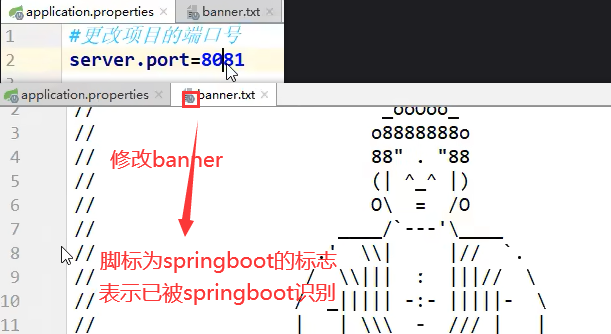 application.properties × banner.txt ×
1 #更改项目的端口号
2 server.port=8081
application.properties × banner.txt ×
2 // _ooOoo_
3 // o8888888o
4 // 88" . "88
5 // (| ^_^ |)
6 // O\ = /O
7 // ____/`---'\____
8 // .' \\| |// `.
9 // / \\||| : |||// \
10 // / _||||| -:- |||||- \
11 // | | \\\ - /// | |
修改banner
脚标为springboot的标志
表示已被springboot识别